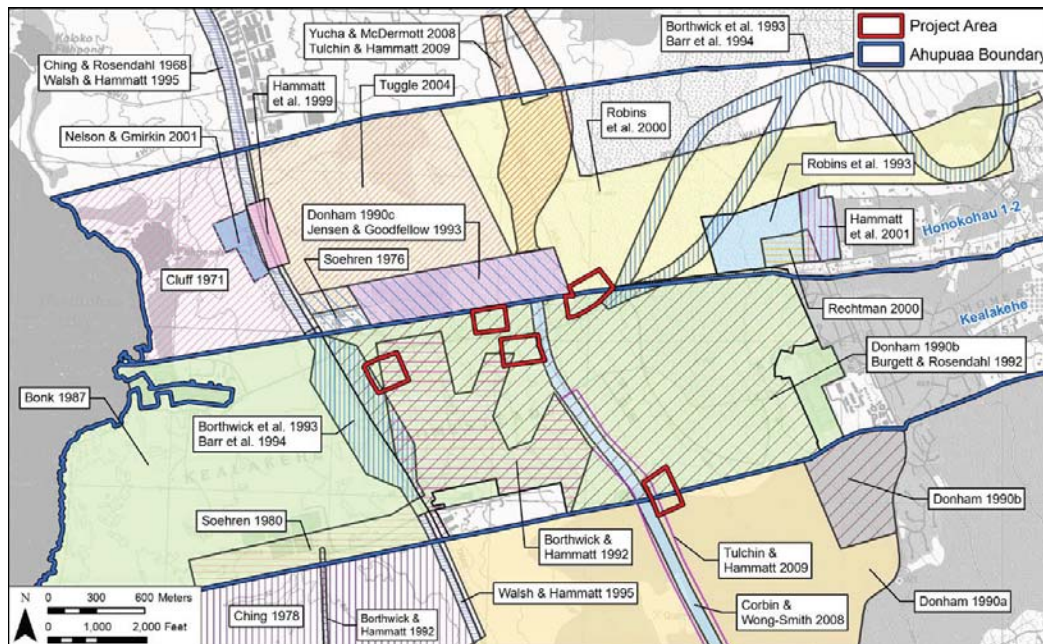 Kaloko
Fishpond
Ching & Rosendahl 1968
Walsh & Hammatt 1995
Hammatt
et al. 1999
Nelson & Gmirkin 2001
Yucha & McDermott 2008
Tulchin & Hammatt 2009
Tuggle 2004
Borthwick et al. 1993
Barr et al. 1994
Project Area
Ahupuaa Boundary
Robins
et al. 2000
Robins et al. 1993
Hammatt
et al. 2001
Honokohau 1-2
Donham 1990c
Jensen & Goodfellow 1993
Soehren 1976
Cluff 1971
Rechtman 2000
Kealakehe
Donham 1990b
Burgett & Rosendahl 1992
Bonk 1987
Borthwick et al. 1993
Barr et al. 1994
KEALAKEHE
Soehren 1980
Donham 1990b
Borthwick
& Hammatt 1992
Tulchin &
Hammatt 2009
Donham 1990a
Walsh & Hammatt 1995
Corbin &
Wong-Smith 2008
Ching 1978
Borthwick &
Hammatt 1992
N
0 300 600 Meters
0 1,000 2,000 Feet